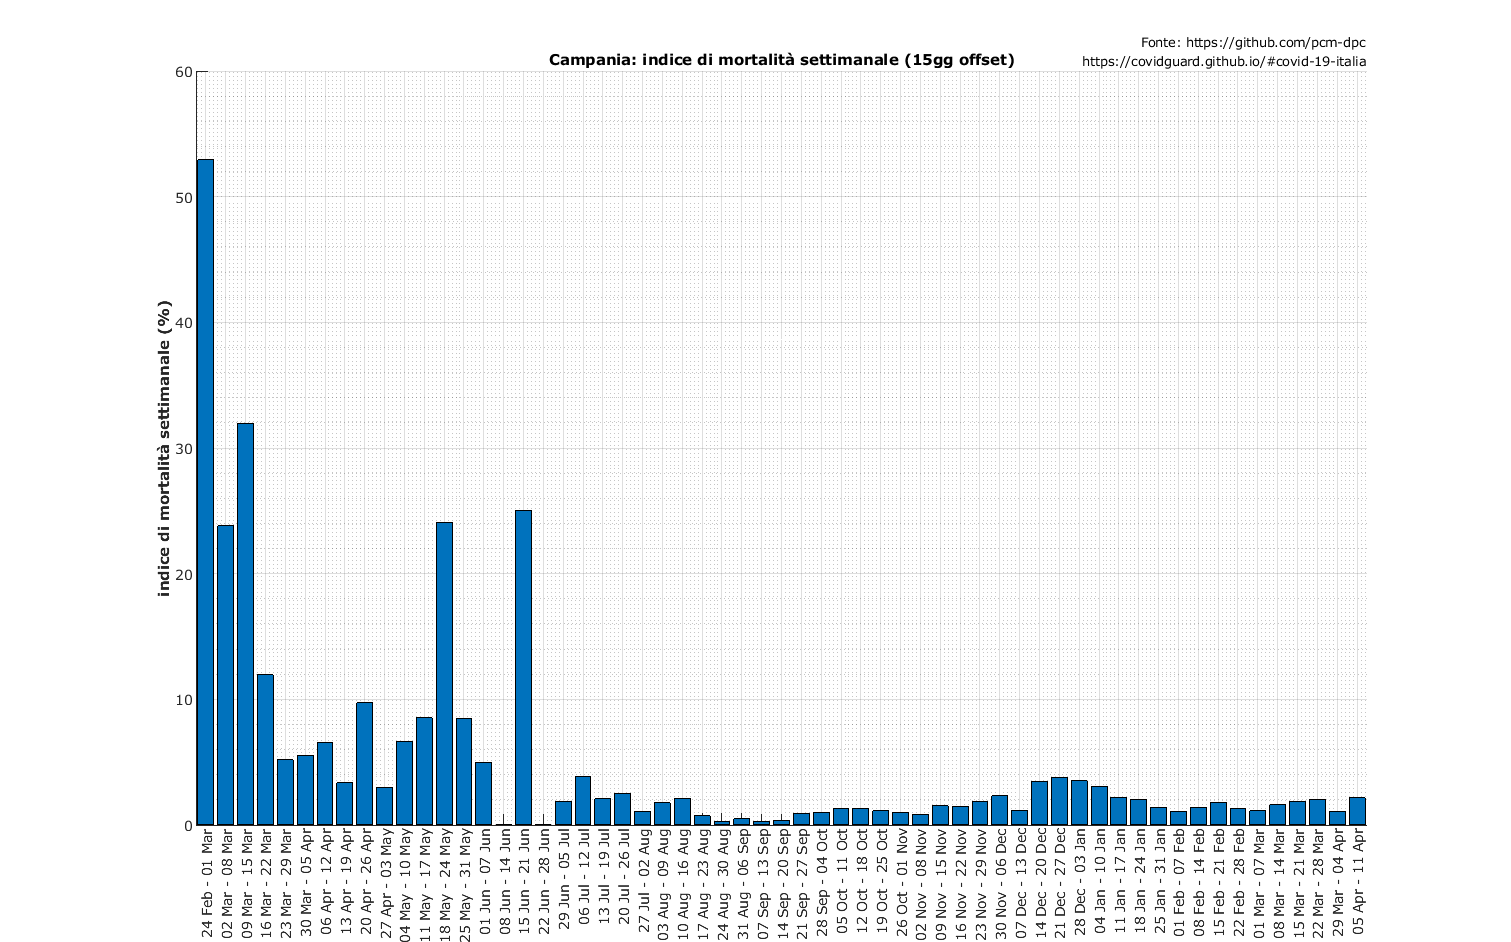 Fonte: https://github.com/pcm-dpc
Campania: indice di mortalità settimanale (15gg offset)
https://covidguard.github.io/#covid-19-italia
indice di mortalità settimanale (%)
60
50
40
30
20
10
0
24 Feb - 01 Mar
02 Mar - 08 Mar
09 Mar - 15 Mar
16 Mar - 22 Mar
23 Mar - 29 Mar
30 Mar - 05 Apr
06 Apr - 12 Apr
13 Apr - 19 Apr
20 Apr - 26 Apr
27 Apr - 03 May
04 May - 10 May
11 May - 17 May
18 May - 24 May
25 May - 31 May
01 Jun - 07 Jun
08 Jun - 14 Jun
15 Jun - 21 Jun
22 Jun - 28 Jun
29 Jun - 05 Jul
06 Jul - 12 Jul
13 Jul - 19 Jul
20 Jul - 26 Jul
27 Jul - 02 Aug
03 Aug - 09 Aug
10 Aug - 16 Aug
17 Aug - 23 Aug
24 Aug - 30 Aug
31 Aug - 06 Sep
07 Sep - 13 Sep
14 Sep - 20 Sep
21 Sep - 27 Sep
28 Sep - 04 Oct
05 Oct - 11 Oct
12 Oct - 18 Oct
19 Oct - 25 Oct
26 Oct - 01 Nov
02 Nov - 08 Nov
09 Nov - 15 Nov
16 Nov - 22 Nov
23 Nov - 29 Nov
30 Nov - 06 Dec
07 Dec - 13 Dec
14 Dec - 20 Dec
21 Dec - 27 Dec
28 Dec - 03 Jan
04 Jan - 10 Jan
11 Jan - 17 Jan
18 Jan - 24 Jan
25 Jan - 31 Jan
01 Feb - 07 Feb
08 Feb - 14 Feb
15 Feb - 21 Feb
22 Feb - 28 Feb
01 Mar - 07 Mar
08 Mar - 14 Mar
15 Mar - 21 Mar
22 Mar - 28 Mar
29 Mar - 04 Apr
05 Apr - 11 Apr